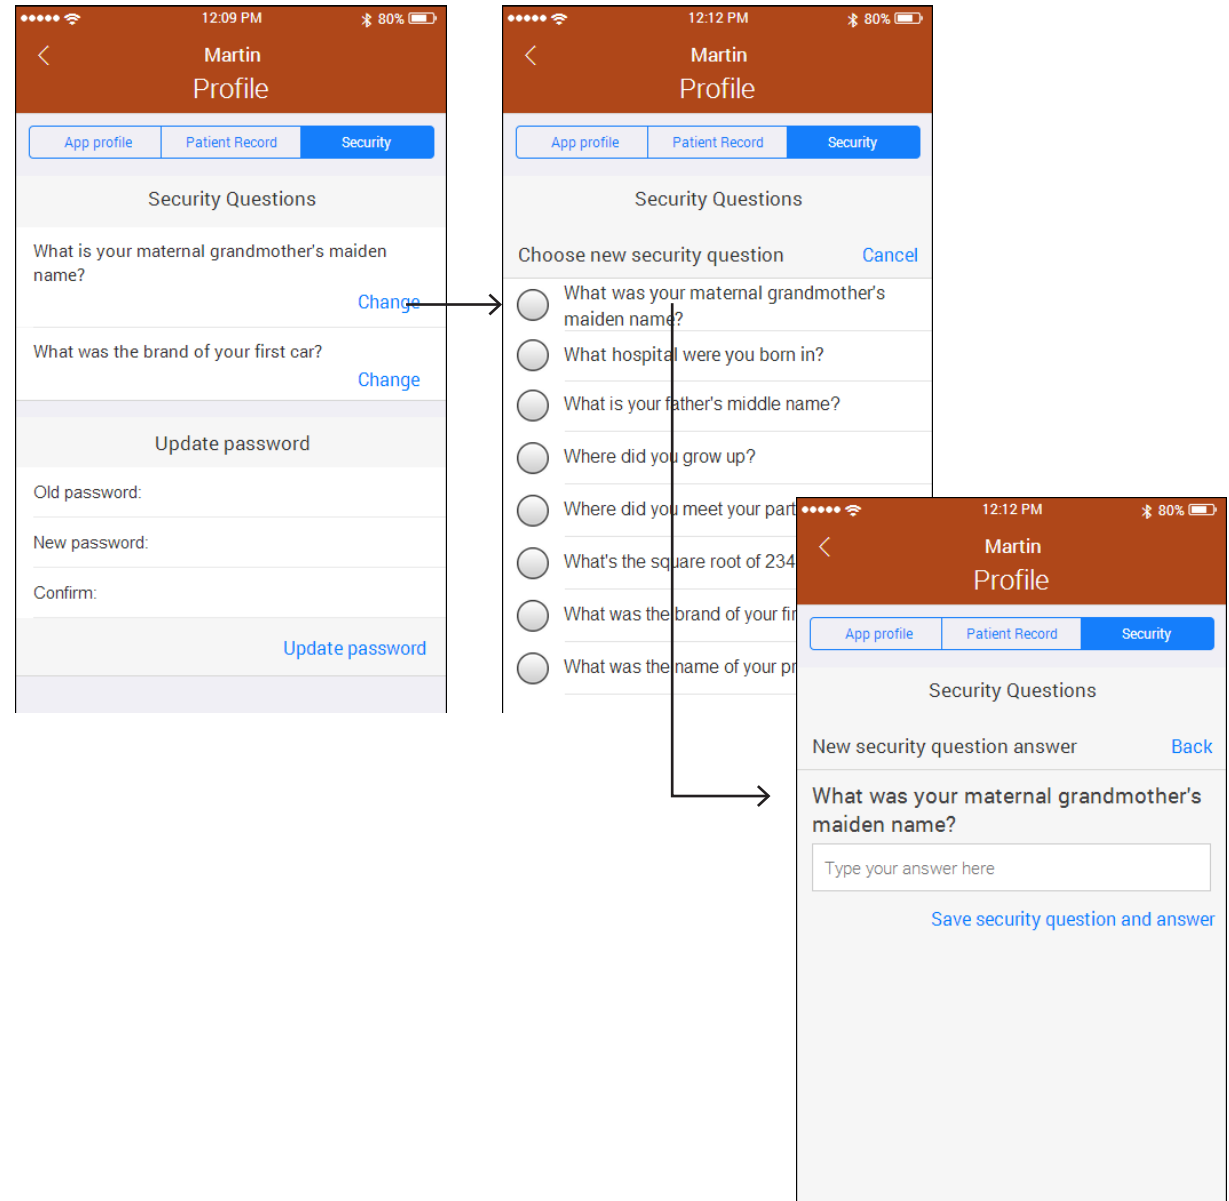 12:09 PM
80%
Martin
Profile
App profile
Patient Record
Security
Security Questions
What is your maternal grandmother's maiden
name?
Change
What was the brand of your first car?
Change
Update password
Old password:
New password:
Confirm:
Update password
12:12 PM
80%
Martin
Profile
App profile
Patient Record
Security
Security Questions
Choose new security question
Cancel
What was your maternal grandmother's
maiden name?
What hospital were you born in?
What is your father's middle name?
Where did you grow up?
Where did you meet your part
What's the square root of 234
What was the brand of your fir
What was the name of your pr
12:12 PM
80%
Martin
Profile
App profile
Patient Record
Security
Security Questions
New security question answer
Back
What was your maternal grandmother's
maiden name?
Type your answer here
Save security question and answer